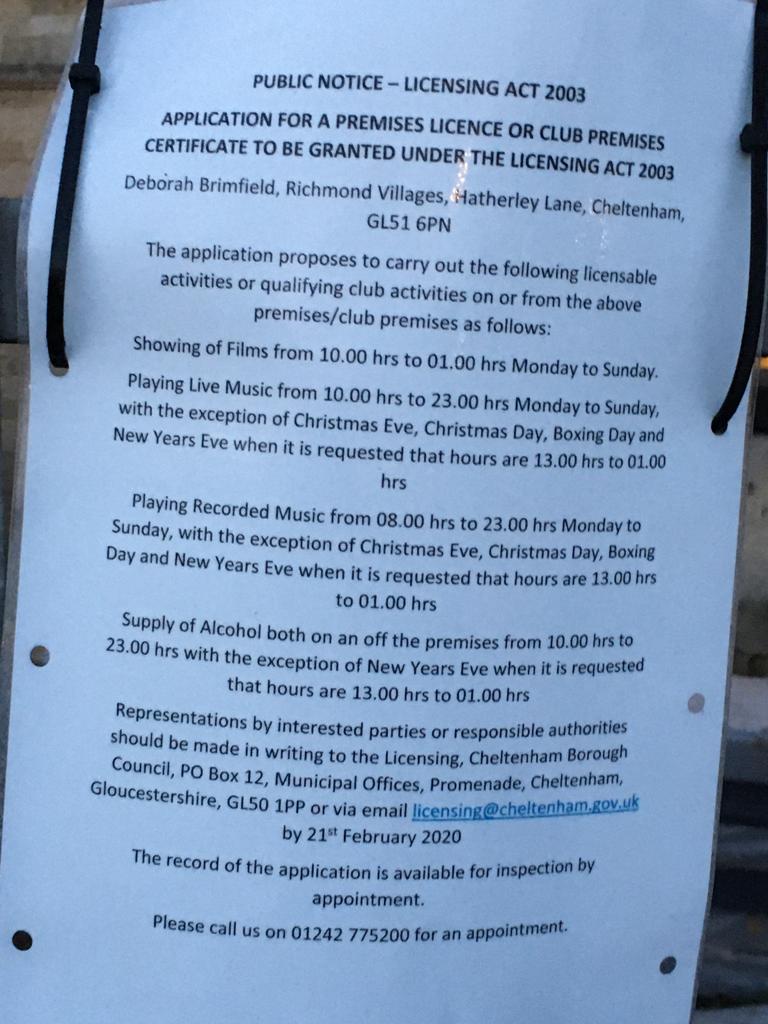 PUBLIC NOTICE – LICENSING ACT 2003
APPLICATION FOR A PREMISES LICENCE OR CLUB PREMISES
CERTIFICATE TO BE GRANTED UNDER THE LICENSING ACT 2003
Deborah Brimfield, Richmond Villages, Hatherley Lane, Cheltenham,
GL51 6PN
The application proposes to carry out the following licensable
activities or qualifying club activities on or from the above
premises/club premises as follows:
Showing of Films from 10.00 hrs to 01.00 hrs Monday to Sunday.
Playing Live Music from 10.00 hrs to 23.00 hrs Monday to Sunday,
with the exception of Christmas Eve, Christmas Day, Boxing Day and
New Years Eve when it is requested that hours are 13.00 hrs to 01.00
hrs
Playing Recorded Music from 08.00 hrs to 23.00 hrs Monday to
Sunday, with the exception of Christmas Eve, Christmas Day, Boxing
Day and New Years Eve when it is requested that hours are 13.00 hrs
to 01.00 hrs
Supply of Alcohol both on an off the premises from 10.00 hrs to
23.00 hrs with the exception of New Years Eve when it is requested
that hours are 13.00 hrs to 01.00 hrs
Representations by interested parties or responsible authorities
should be made in writing to the Licensing, Cheltenham Borough
Council, PO Box 12, Municipal Offices, Promenade, Cheltenham,
Gloucestershire, GL50 1PP or via email licensing@cheltenham.gov.uk
by 21st February 2020
The record of the application is available for inspection by
appointment.
Please call us on 01242 775200 for an appointment.